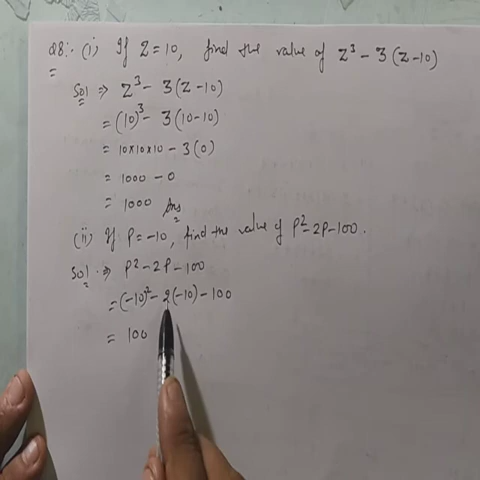 Q8:- (i) If Z=10, find the value of Z³ - 3(Z-10)
Sol ⇒ Z³ - 3(Z-10)
= (10)³ - 3(10-10)
= 10×10×10 - 3(0)
= 1000 - 0
= 1000 Ans
(ii) If P=-10, find the value of P²-2P-100.
Sol ⇒ P²-2P-100
= (-10)² - 2(-10) - 100
= 100